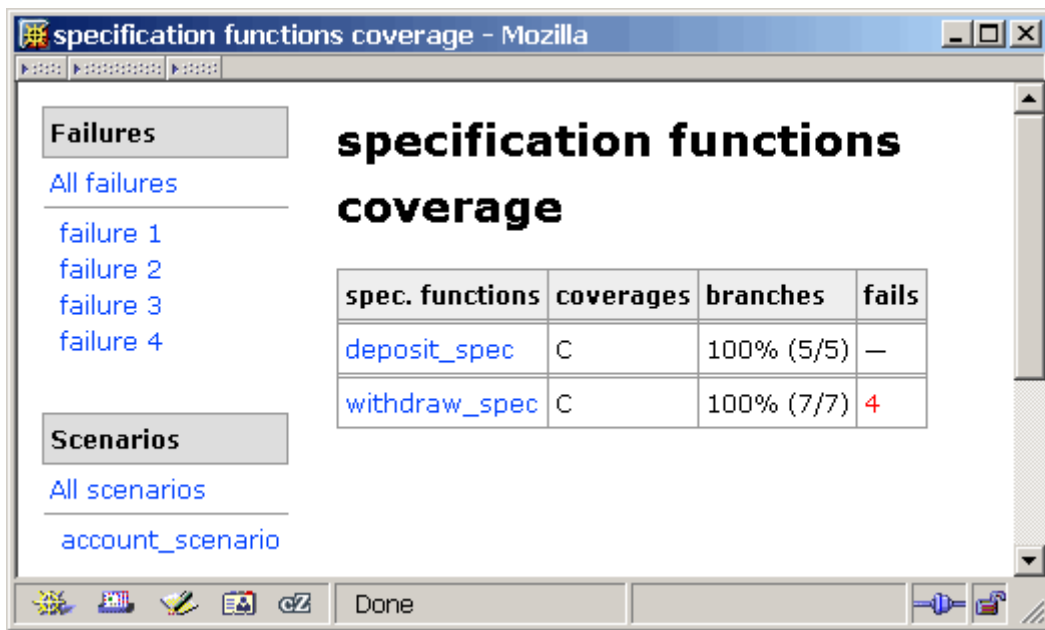 specification functions coverage - Mozilla
Failures
All failures
failure 1
failure 2
failure 3
failure 4
Scenarios
All scenarios
account_scenario
specification functions
coverage
spec. functions coverages branches fails
deposit_spec C 100% (5/5) —
withdraw_spec C 100% (7/7) 4
Done